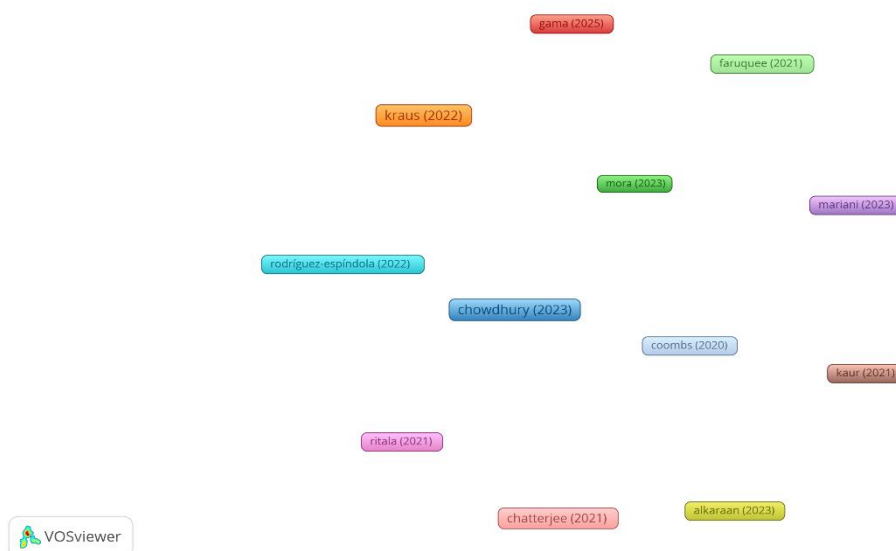 gama (2025)
faruquee (2021)
kraus (2022)
mora (2023)
mariani (2023)
rodríguez-espíndola (2022)
chowdhury (2023)
coombs (2020)
kaur (2021)
ritala (2021)
alkaraan (2023)
chatterjee (2021)
VOSviewer